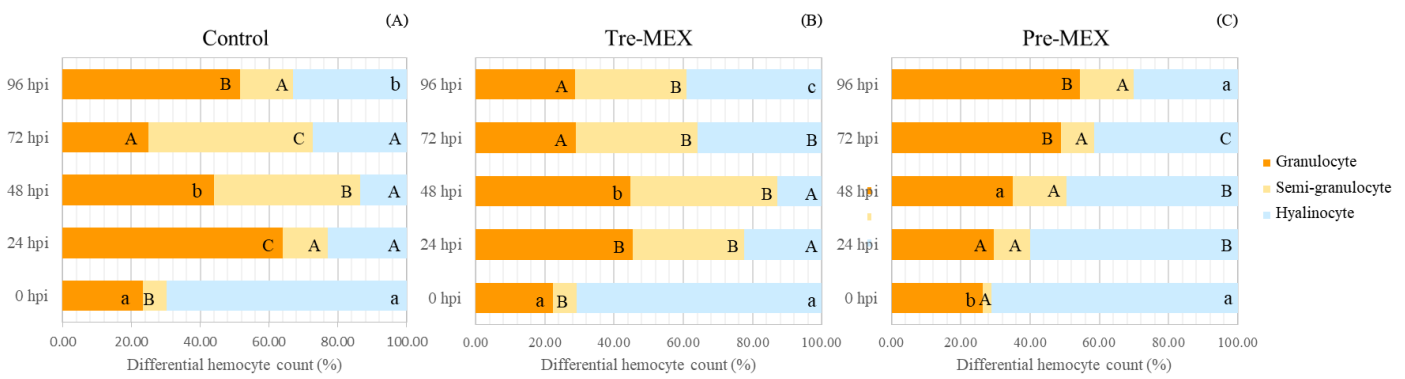 (A)
Control
96 hpi B A b
72 hpi A C A
48 hpi b B A
24 hpi C A A
0 hpi a B a
0.00 20.00 40.00 60.00 80.00 100.00
Differential hemocyte count (%)
(B)
Tre-MEX
96 hpi A B c
72 hpi A B B
48 hpi b B A
24 hpi B B A
0 hpi a B a
0.00 20.00 40.00 60.00 80.00 100.00
Differential hemocyte count (%)
(C)
Pre-MEX
96 hpi B A a
72 hpi B A C
48 hpi a A B
24 hpi A A B
0 hpi b A a
0.00 20.00 40.00 60.00 80.00 100.00
Differential hemocyte count (%)
Granulocyte
Semi-granulocyte
Hyalinocyte